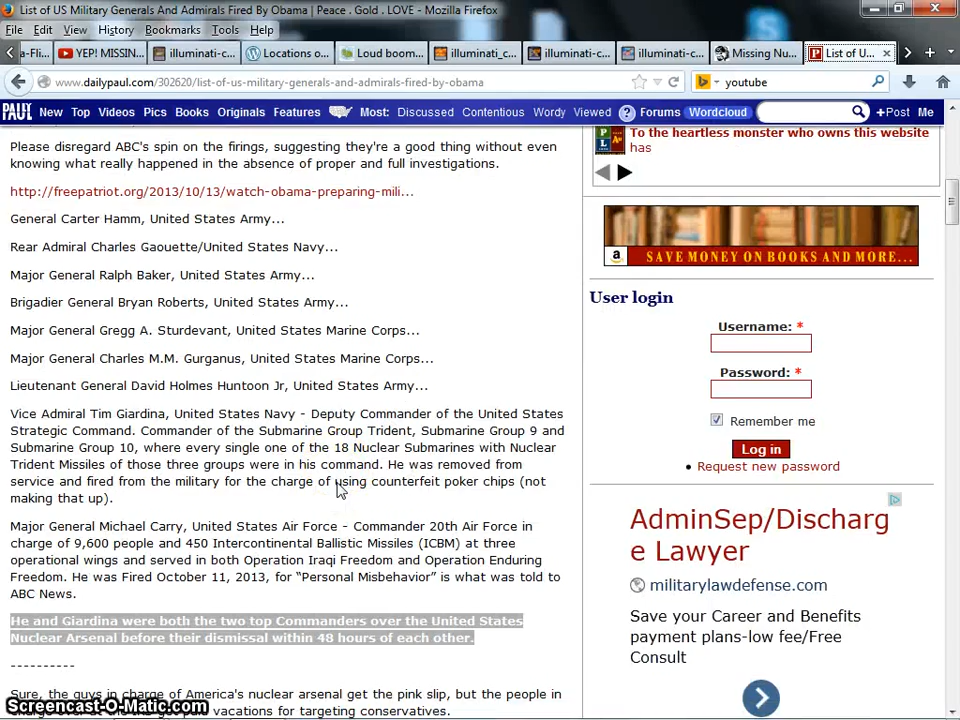 List of US Military Generals And Admirals Fired By Obama | Peace . Gold . LOVE - Mozilla Firefox
File Edit View History Bookmarks Tools Help
a-Fli...
YEP! MISSIN...
illuminati-c...
Locations o...
Loud boom...
illuminati_c...
illuminati-c...
illuminati-c...
Missing Nu...
List of U...
www.dailypaul.com/302620/list-of-us-military-generals-and-admirals-fired-by-obama
youtube
PAUL New Top Videos Pics Books Originals Features Most: Discussed Contentious Wordy Viewed ? Forums Wordcloud +Post Me
Please disregard ABC's spin on the firings, suggesting they're a good thing without even
knowing what really happened in the absence of proper and full investigations.
http://freepatriot.org/2013/10/13/watch-obama-preparing-mili...
General Carter Hamm, United States Army...
Rear Admiral Charles Gaouette/United States Navy...
Major General Ralph Baker, United States Army...
Brigadier General Bryan Roberts, United States Army...
Major General Gregg A. Sturdevant, United States Marine Corps...
Major General Charles M.M. Gurganus, United States Marine Corps...
Lieutenant General David Holmes Huntoon Jr, United States Army...
Vice Admiral Tim Giardina, United States Navy - Deputy Commander of the United States
Strategic Command. Commander of the Submarine Group Trident, Submarine Group 9 and
Submarine Group 10, where every single one of the 18 Nuclear Submarines with Nuclear
Trident Missiles of those three groups were in his command. He was removed from
service and fired from the military for the charge of using counterfeit poker chips (not
making that up).
Major General Michael Carry, United States Air Force - Commander 20th Air Force in
charge of 9,600 people and 450 Intercontinental Ballistic Missiles (ICBM) at three
operational wings and served in both Operation Iraqi Freedom and Operation Enduring
Freedom. He was Fired October 11, 2013, for "Personal Misbehavior" is what was told to
ABC News.
He and Giardina were both the two top Commanders over the United States
Nuclear Arsenal before their dismissal within 48 hours of each other.
----------
Sure, the guys in charge of America's nuclear arsenal get the pink slip, but the people in
paid vacations for targeting conservatives.
Screencast-O-Matic.com
To the heartless monster who owns this website
has
a SAVE MONEY ON BOOKS AND MORE...
User login
Username: *
Password: *
Remember me
Log in
Request new password
AdminSep/Discharg
e Lawyer
militarylawdefense.com
Save your Career and Benefits
payment plans-low fee/Free
Consult